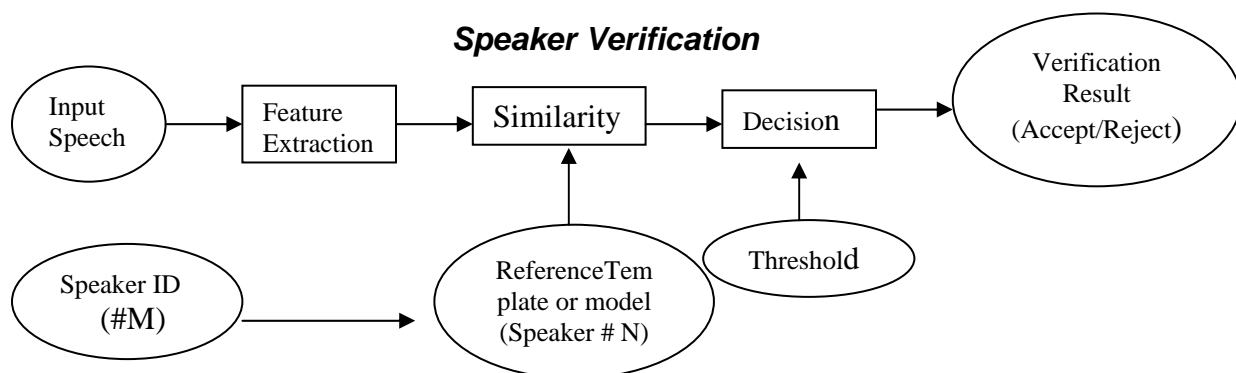 Speaker Verification
Input
Speech
Feature
Extraction
Similarity
Decision
Verification
Result
(Accept/Reject)
Speaker ID
(#M)
ReferenceTem
plate or model
(Speaker # N)
Threshold